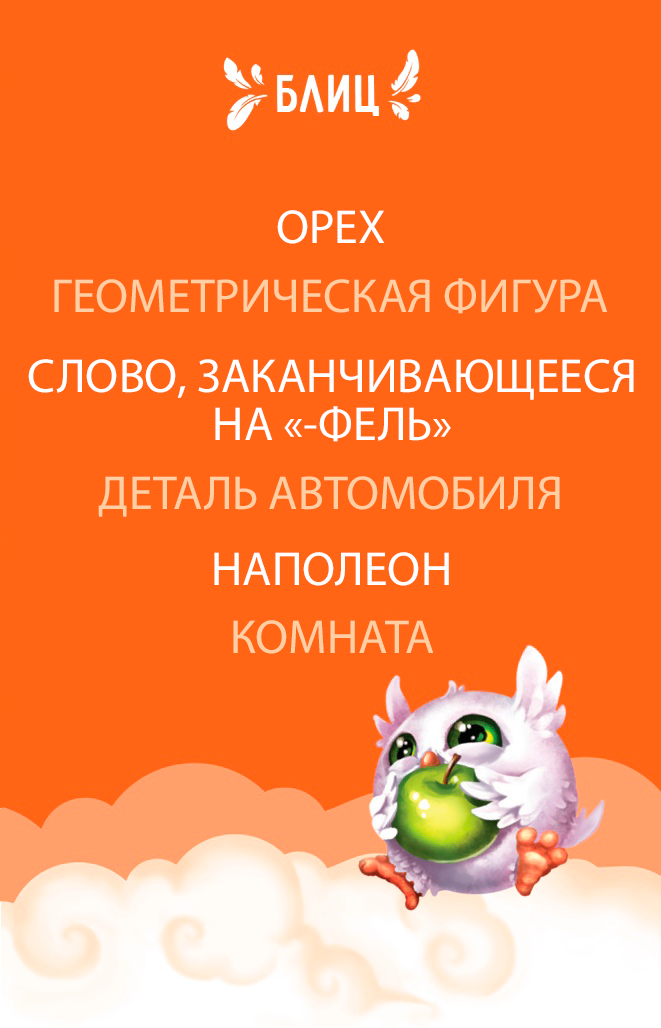 БЛИЦ
ОРЕХ
ГЕОМЕТРИЧЕСКАЯ ФИГУРА
СЛОВО, ЗАКАНЧИВАЮЩЕЕСЯ
НА «-ФЕЛЬ»
ДЕТАЛЬ АВТОМОБИЛЯ
НАПОЛЕОН
КОМНАТА